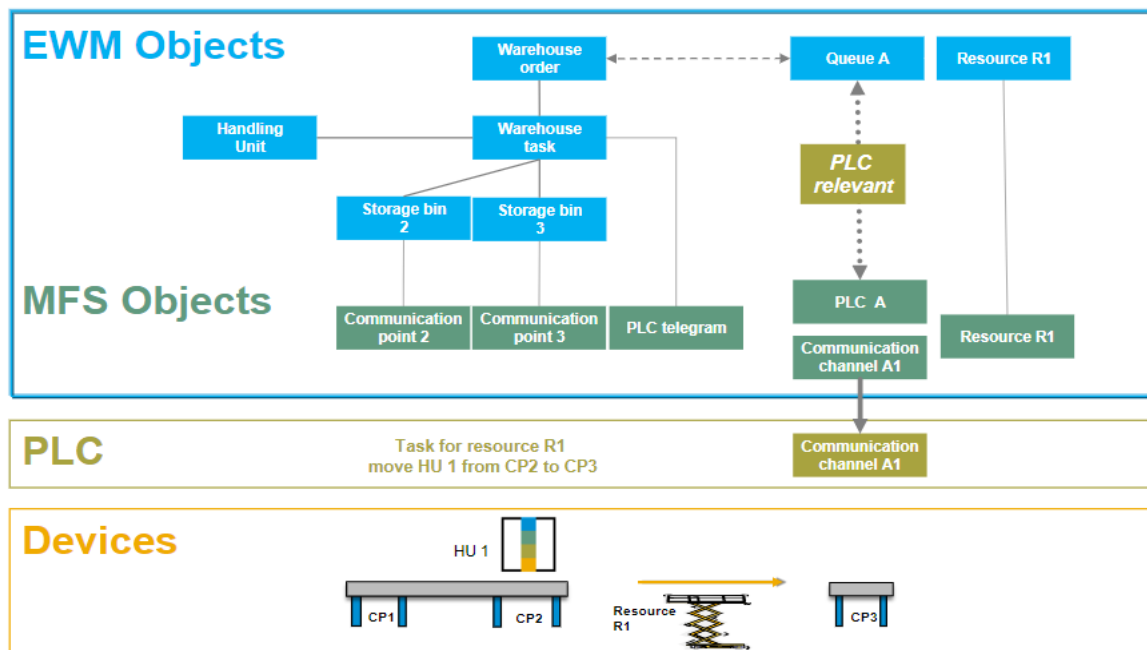 EWM Objects
Warehouse
order
Queue A
Resource R1
Handling
Unit
Warehouse
task
PLC
relevant
Storage bin
2
Storage bin
3
MFS Objects
Communication
point 2
Communication
point 3
PLC telegram
PLC A
Communication
channel A1
Resource R1
PLC
Task for resource R1
move HU 1 from CP2 to CP3
Communication
channel A1
Devices
HU 1
CP1
CP2
Resource
R1
CP3